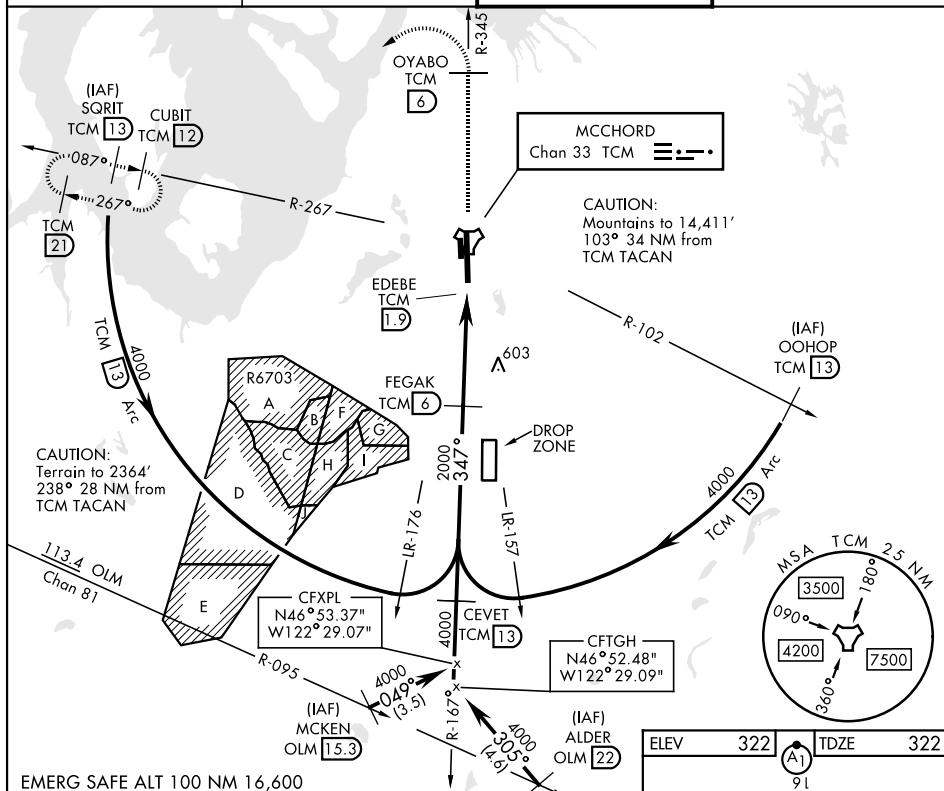 R-345
OYABO
TCM
6
(IAF)
SQRIT
TCM 13
CUBIT
TCM 12
087°
267°
TCM
21
R-267
MCCHORD
Chan 33 TCM
CAUTION:
Mountains to 14,411'
103° 34 NM from
TCM TACAN
EDEBE
TCM
1.9
R-102
(IAF)
OOHOP
TCM 13
603
TCM 13 Arc
4000
R6703
A
B
F
G
C
H
I
J
D
E
FEGAK
TCM 6
DROP
ZONE
2000
347°
4000
TCM 13 Arc
CAUTION:
Terrain to 2364'
238° 28 NM from
TCM TACAN
LR-176
LR-157
113.4 OLM
Chan 81
R-095
CFXPL
N46°53.37"
W122°29.07"
4000
CEVET
TCM 13
CFTGH
N46°52.48"
W122°29.09"
x
x
4000
049°
(3.5)
(IAF)
MCKEN
OLM 15.3
R-167°
4000
305°
(4.6)
(IAF)
ALDER
OLM 22
MSA TCM 25 NM
3500
180°
090°
4200
7500
360°
ELEV 322
A1
TDZE 322
91
EMERG SAFE ALT 100 NM 16,600